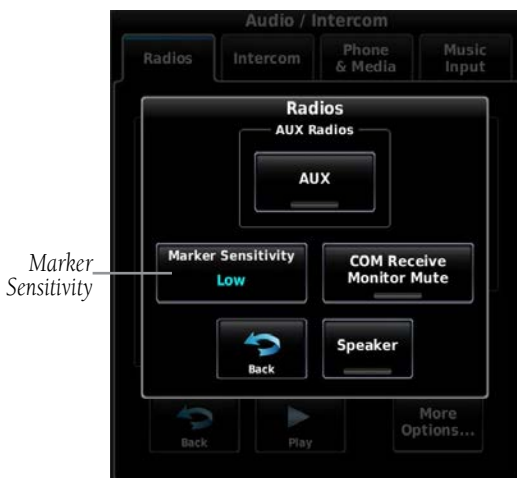 Audio / Intercom
Radios
Intercom
Phone
& Media
Music
Input
Radios
AUX Radios
AUX
Marker Sensitivity
Low
COM Receive
Monitor Mute
Back
Speaker
Marker
Sensitivity
Back
Play
More
Options...